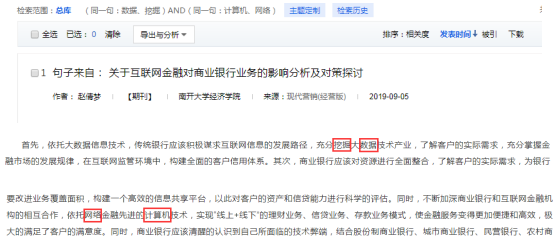 检索范围：总库 （同一句：数据、挖掘）AND（同一句：计算机、网络） 主题定制 检索历史
全选 已选：0 清除 导出与分析 排序：相关度 发表时间↓ 被引 下载
1 句子来自： 关于互联网金融对商业银行业务的影响分析及对策探讨
作者： 赵倩梦 【期刊】 南开大学经济学院 来源：现代营销(经营版) 2019-09-05
首先，依托大数据信息技术，传统银行应该积极谋求互联网信息的发展路径，充分挖掘大数据技术产业，了解客户的实际需求，充分掌握金
融市场的发展规律，在互联网监管环境中，构建全面的客户信用体系。其次，商业银行应该对资源进行全面整合，了解客户的实际需求，为银行
要改进业务覆盖面积，构建一个高效的信息共享平台，以此对客户的资产和信贷能力进行科学的评估。同时，不断加深商业银行和互联网金融机
构的相互合作，依托网络金融先进的计算机技术，实现"线上+线下"的理财业务、信贷业务、存款业务模式，使金融服务变得更加便捷和高效，极
大的满足了客户的满意度。同时，商业银行应该清醒的认识到自己所面临的技术弊端，结合股份制商业银行、城市商业银行、民营银行、农村商